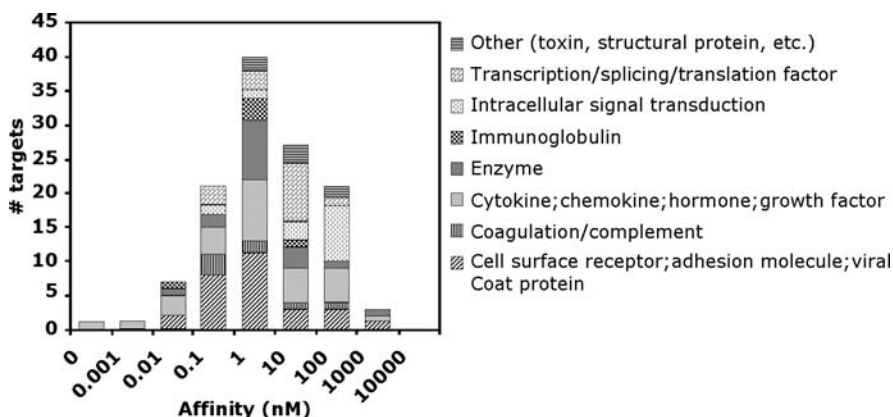 45
40
35
30
25
20
15
10
5
0
# targets
0
0.001
0.01
0.1
1
10
100
1000
10000
Affinity (nM)
Other (toxin, structural protein, etc.)
Transcription/splicing/translation factor
Intracellular signal transduction
Immunoglobulin
Enzyme
Cytokine;chemokine;hormone;growth factor
Coagulation/complement
Cell surface receptor;adhesion molecule;viral
Coat protein